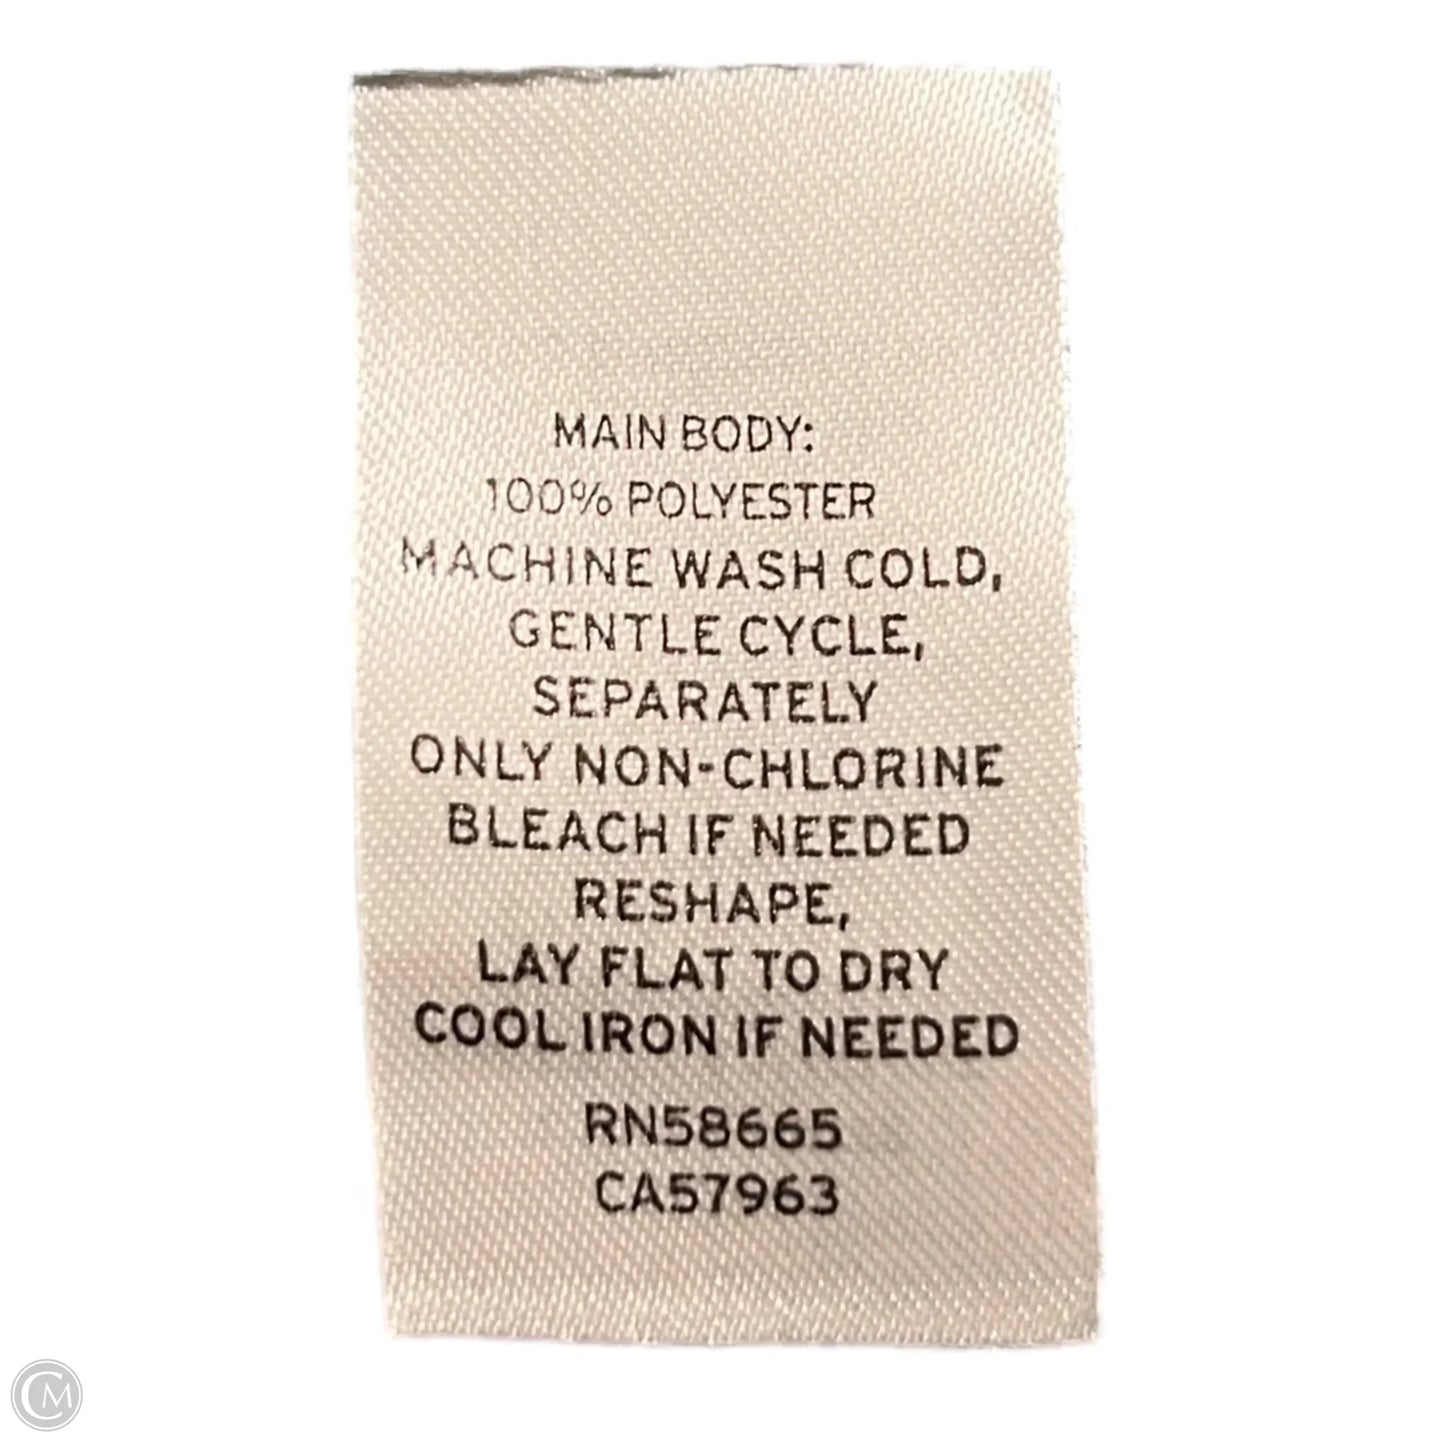 MAIN BODY:
100% POLYESTER
MACHINE WASH COLD,
GENTLE CYCLE,
SEPARATELY
ONLY NON-CHLORINE
BLEACH IF NEEDED
RESHAPE,
LAY FLAT TO DRY
COOL IRON IF NEEDED
RN58665
CA57963
CM